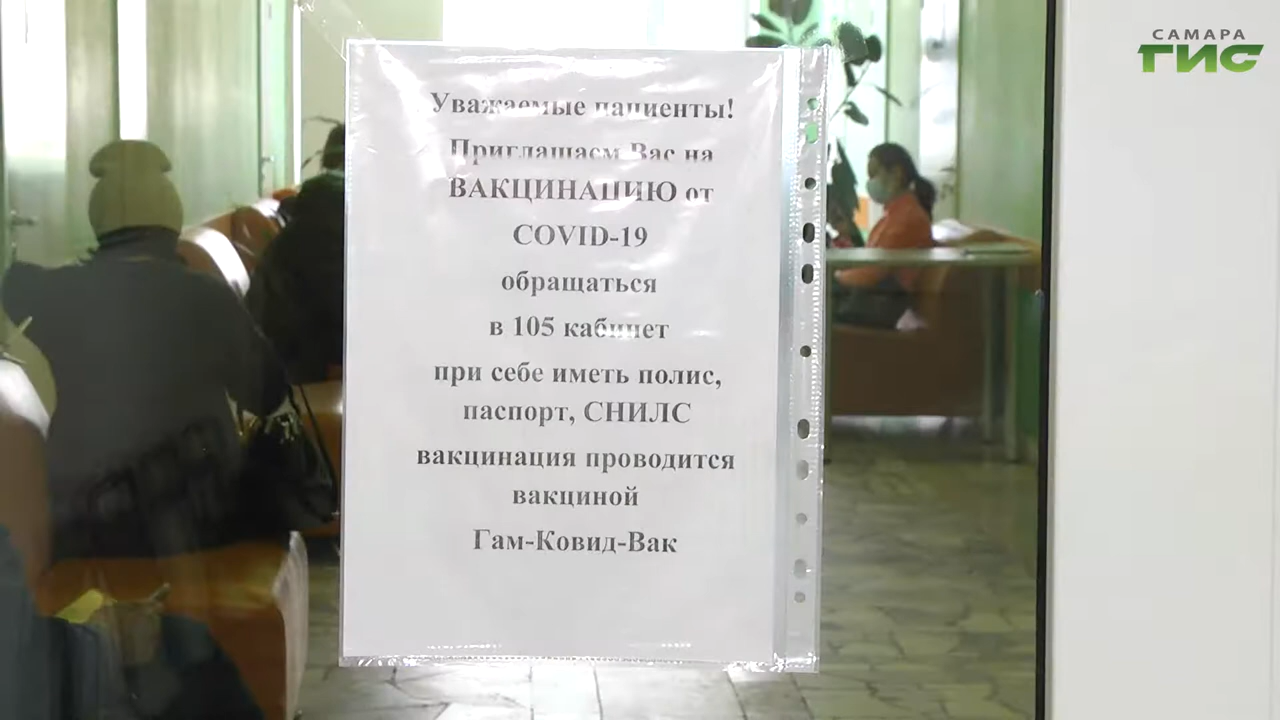 САМАРА
ГИС
Уважаемые пациенты!
Приглашаем Вас на
ВАКЦИНАЦИЮ от
COVID-19
обращаться
в 105 кабинет
при себе иметь полис,
паспорт, СНИЛС
вакцинация проводится
вакциной
Гам-Ковид-Вак